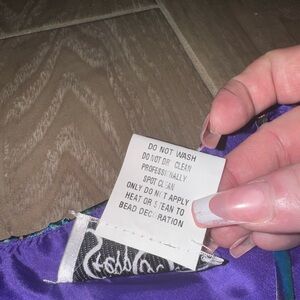 DO NOT WASH
DO NOT DRY CLEAN
PROFESSIONALLY
SPOT CLEAN
ONLY DO NOT APPLY
HEAT OR STEAN TO
BEAD DECORATION